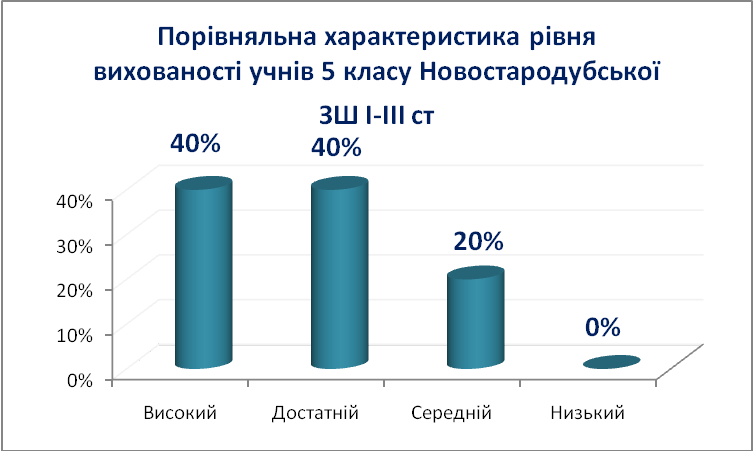 Порівняльна характеристика рівня
вихованості учнів 5 класу Новостародубської
ЗШ І-ІІІ ст
40%
40%
20%
0%
40%
30%
20%
10%
0%
Високий
Достатній
Середній
Низький